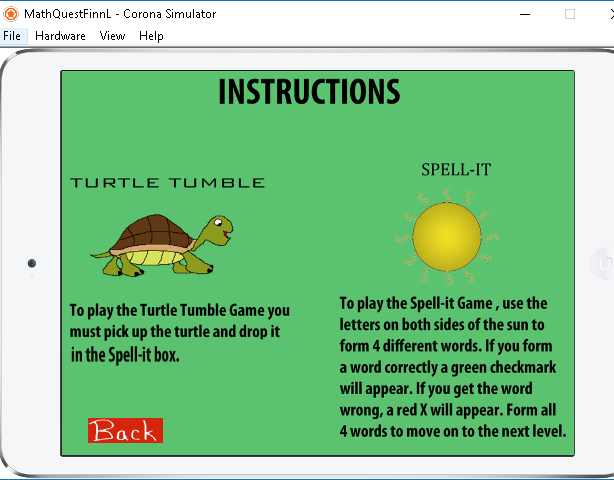 MathQuestFinnL - Corona Simulator
File Hardware View Help
INSTRUCTIONS
TURTLE TUMBLE
To play the Turtle Tumble Game you
must pick up the turtle and drop it
in the Spell-it box.
SPELL-IT
To play the Spell-it Game , use the
letters on both sides of the sun to
form 4 different words. If you form
a word correctly a green checkmark
will appear. If you get the word
wrong, a red X will appear. Form all
4 words to move on to the next level.
Back